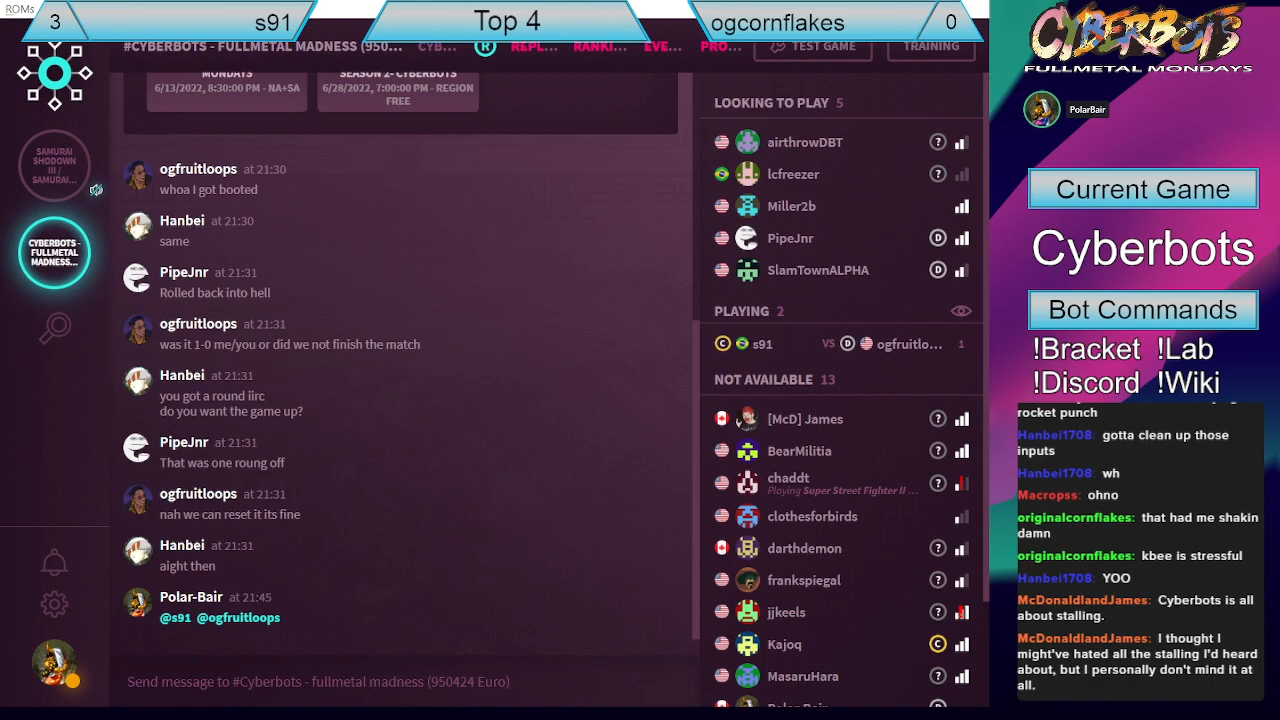 ROMs
3
s91
Top 4
ogcornflakes
0
CYBERBOTS
FULLMETAL MONDAYS
#CYBERBOTS - FULLMETAL MADNESS (950...
CYB...
R
REPL...
RANKI...
EVE...
PRO...
TEST GAME
TRAINING
MONDAYS
6/13/2022, 8:30:00 PM - NA+SA
SEASON 2- CYBERBOTS
6/28/2022, 7:00:00 PM - REGION
FREE
SAMURAI
SHODOWN
III /
SAMURAI...
CYBERBOTS -
FULLMETAL
MADNESS...
ogfruitloops at 21:30
whoa I got booted
Hanbei at 21:30
same
PipeJnr at 21:31
Rolled back into hell
ogfruitloops at 21:31
was it 1-0 me/you or did we not finish the match
Hanbei at 21:31
you got a round iirc
do you want the game up?
PipeJnr at 21:31
That was one roung off
ogfruitloops at 21:31
nah we can reset it its fine
Hanbei at 21:31
aight then
Polar-Bair at 21:45
@s91 @ogfruitloops
Send message to #Cyberbots - fullmetal madness (950424 Euro)
LOOKING TO PLAY 5
airthrowDBT ?
lcfreezer ?
Miller2b
PipeJnr D
SlamTownALPHA D
PLAYING 2
C s91 VS D ogfruitlo... 1
NOT AVAILABLE 13
[McD] James ?
BearMilitia ?
chaddt ?
Playing Super Street Fighter II ...
clothesforbirds
darthdemon ?
frankspiegal ?
jjkeels ?
Kajoq C
MasaruHara ?
Polar-Bair
PolarBair
Current Game
Cyberbots
Bot Commands
!Bracket !Lab
!Discord !Wiki
rocket punch
Hanbei1708: gotta clean up those
inputs
Hanbei1708: wh
Macropss: ohno
originalcornflakes: that had me shakin
damn
originalcornflakes: kbee is stressful
Hanbei1708: YOO
McDonaldlandJames: Cyberbots is all
about stalling.
McDonaldlandJames: I thought I
might've hated all the stalling I'd heard
about, but I personally don't mind it at
all.